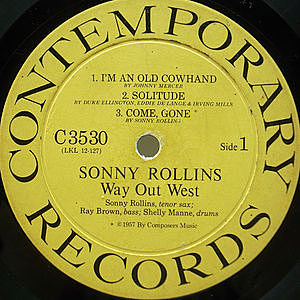 CONTEMPORARY RECORDS
1. I'M AN OLD COWHAND
BY JOHNNY MERCER
2. SOLITUDE
BY DUKE ELLINGTON, EDDIE DE LANGE & IRVING MILLS
3. COME, GONE *
BY SONNY ROLLINS
C 3530
(LKL 12-127)
Side 1
SONNY ROLLINS
Way Out West
Sonny Rollins, tenor sax;
Ray Brown, bass; Shelly Manne, drums
* ©1957 By Composers Music